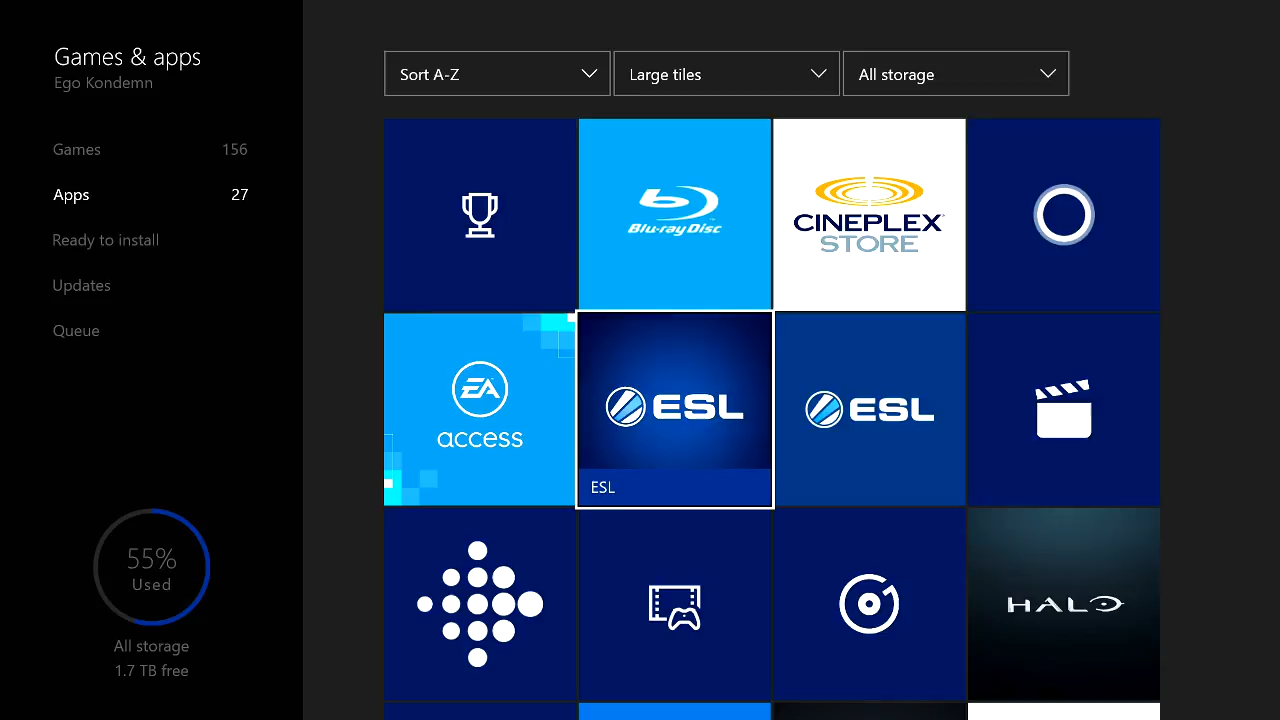 Games & apps
Ego Kondemn
Games 156
Apps 27
Ready to install
Updates
Queue
55%
Used
All storage
1.7 TB free
Sort A-Z
Large tiles
All storage
Blu-ray Disc
CINEPLEX
STORE
EA
access
ESL
ESL
ESL
HALO